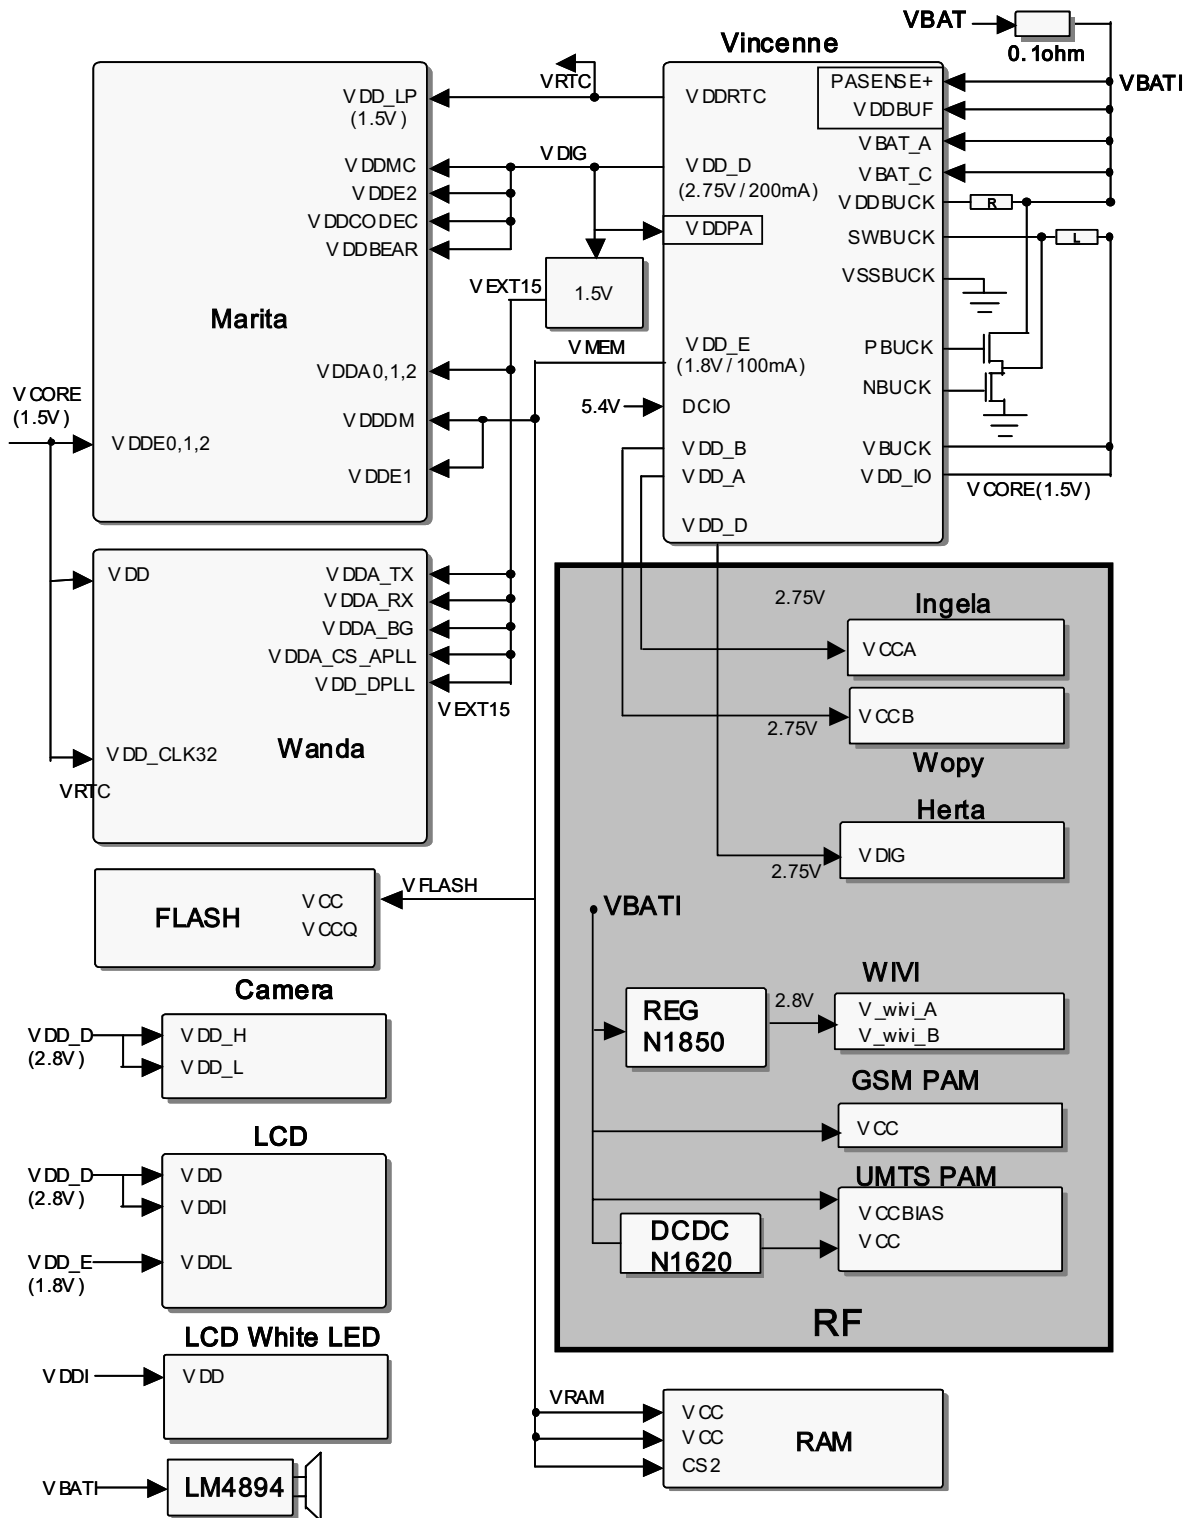 VBAT
0.1ohm
Vincenne
VBATI
VRTC
VDDRTC
VDD_D
(2.75V/200mA)
VDDPA
VDD_E
(1.8V/100mA)
DCIO
VDD_B
VDD_A
VDD_D
PASENSE+
VDDBUF
VBAT_A
VBAT_C
VDDBUCK
SWBUCK
VSSBUCK
PBUCK
NBUCK
VBUCK
VDD_IO
R
L
VCORE(1.5V)
VDIG
1.5V
VEXT15
VMEM
5.4V
VDD_LP
(1.5V)
VDDMC
VDDE2
VDDCODEC
VDDBEAR
Marita
VDDA0,1,2
VDDDM
VDDE1
VCORE
(1.5V)
VDDE0,1,2
VDD
VDDA_TX
VDDA_RX
VDDA_BG
VDDA_CS_APLL
VDD_DPLL
VEXT15
Wanda
VDD_CLK32
VRTC
VFLASH
FLASH
VCC
VCCQ
Camera
VDD_D
(2.8V)
VDD_H
VDD_L
LCD
VDD_D
(2.8V)
VDD
VDDI
VDD_E
(1.8V)
VDDL
LCD White LED
VDDI
VDD
VBATI
LM4894
2.75V
Ingela
VCCA
VCCB
2.75V
Wopy
Herta
VDIG
2.75V
VBATI
WIVI
REG
N1850
2.8V
V_wivi_A
V_wivi_B
GSM PAM
VCC
UMTS PAM
VCCBIAS
VCC
DCDC
N1620
RF
VRAM
VCC
VCC
CS2
RAM